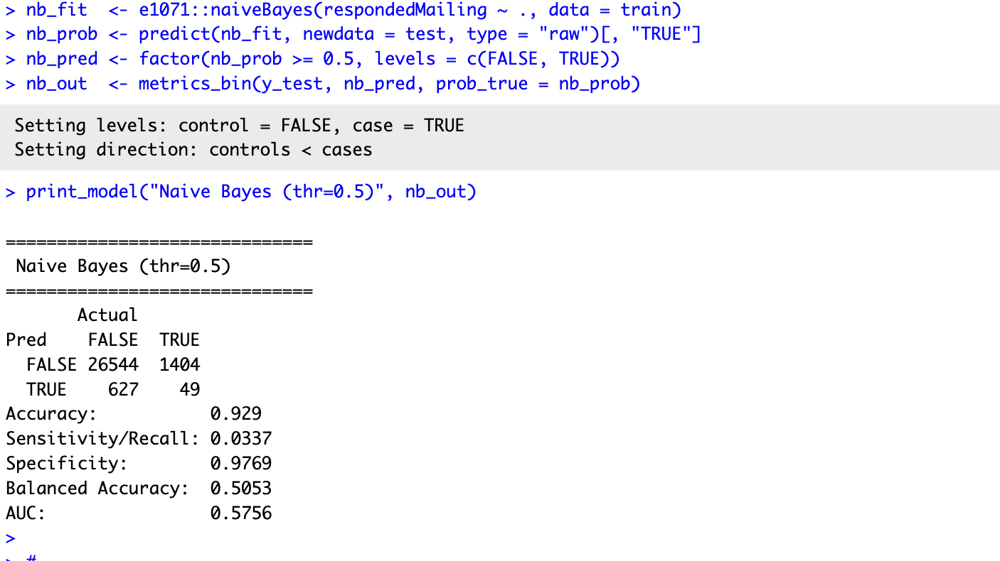 > nb_fit  <- e1071::naiveBayes(respondedMailing ~ ., data = train)
> nb_prob <- predict(nb_fit, newdata = test, type = "raw")[, "TRUE"]
> nb_pred <- factor(nb_prob >= 0.5, levels = c(FALSE, TRUE))
> nb_out  <- metrics_bin(y_test, nb_pred, prob_true = nb_prob)
Setting levels: control = FALSE, case = TRUE
Setting direction: controls < cases
> print_model("Naive Bayes (thr=0.5)", nb_out)
==============================
 Naive Bayes (thr=0.5)
==============================
       Actual
Pred    FALSE  TRUE
  FALSE 26544  1404
  TRUE    627    49
Accuracy:           0.929
Sensitivity/Recall: 0.0337
Specificity:        0.9769
Balanced Accuracy:  0.5053
AUC:                0.5756
>
> #